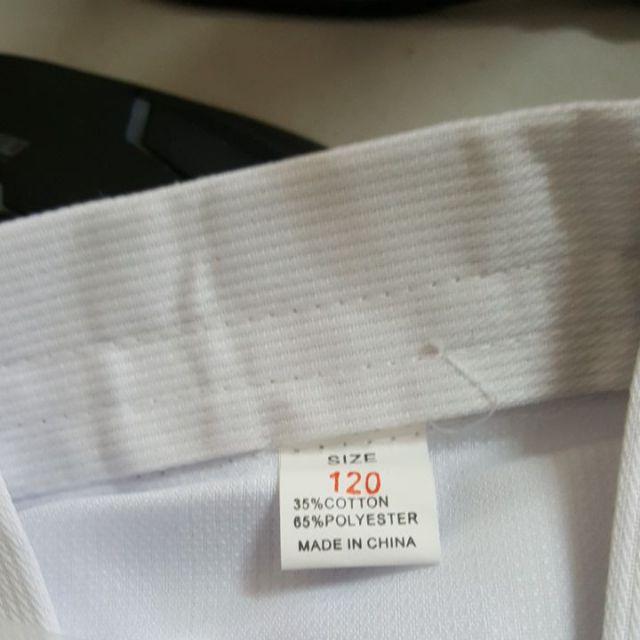 SIZE
120
35%COTTON
65%POLYESTER
MADE IN CHINA